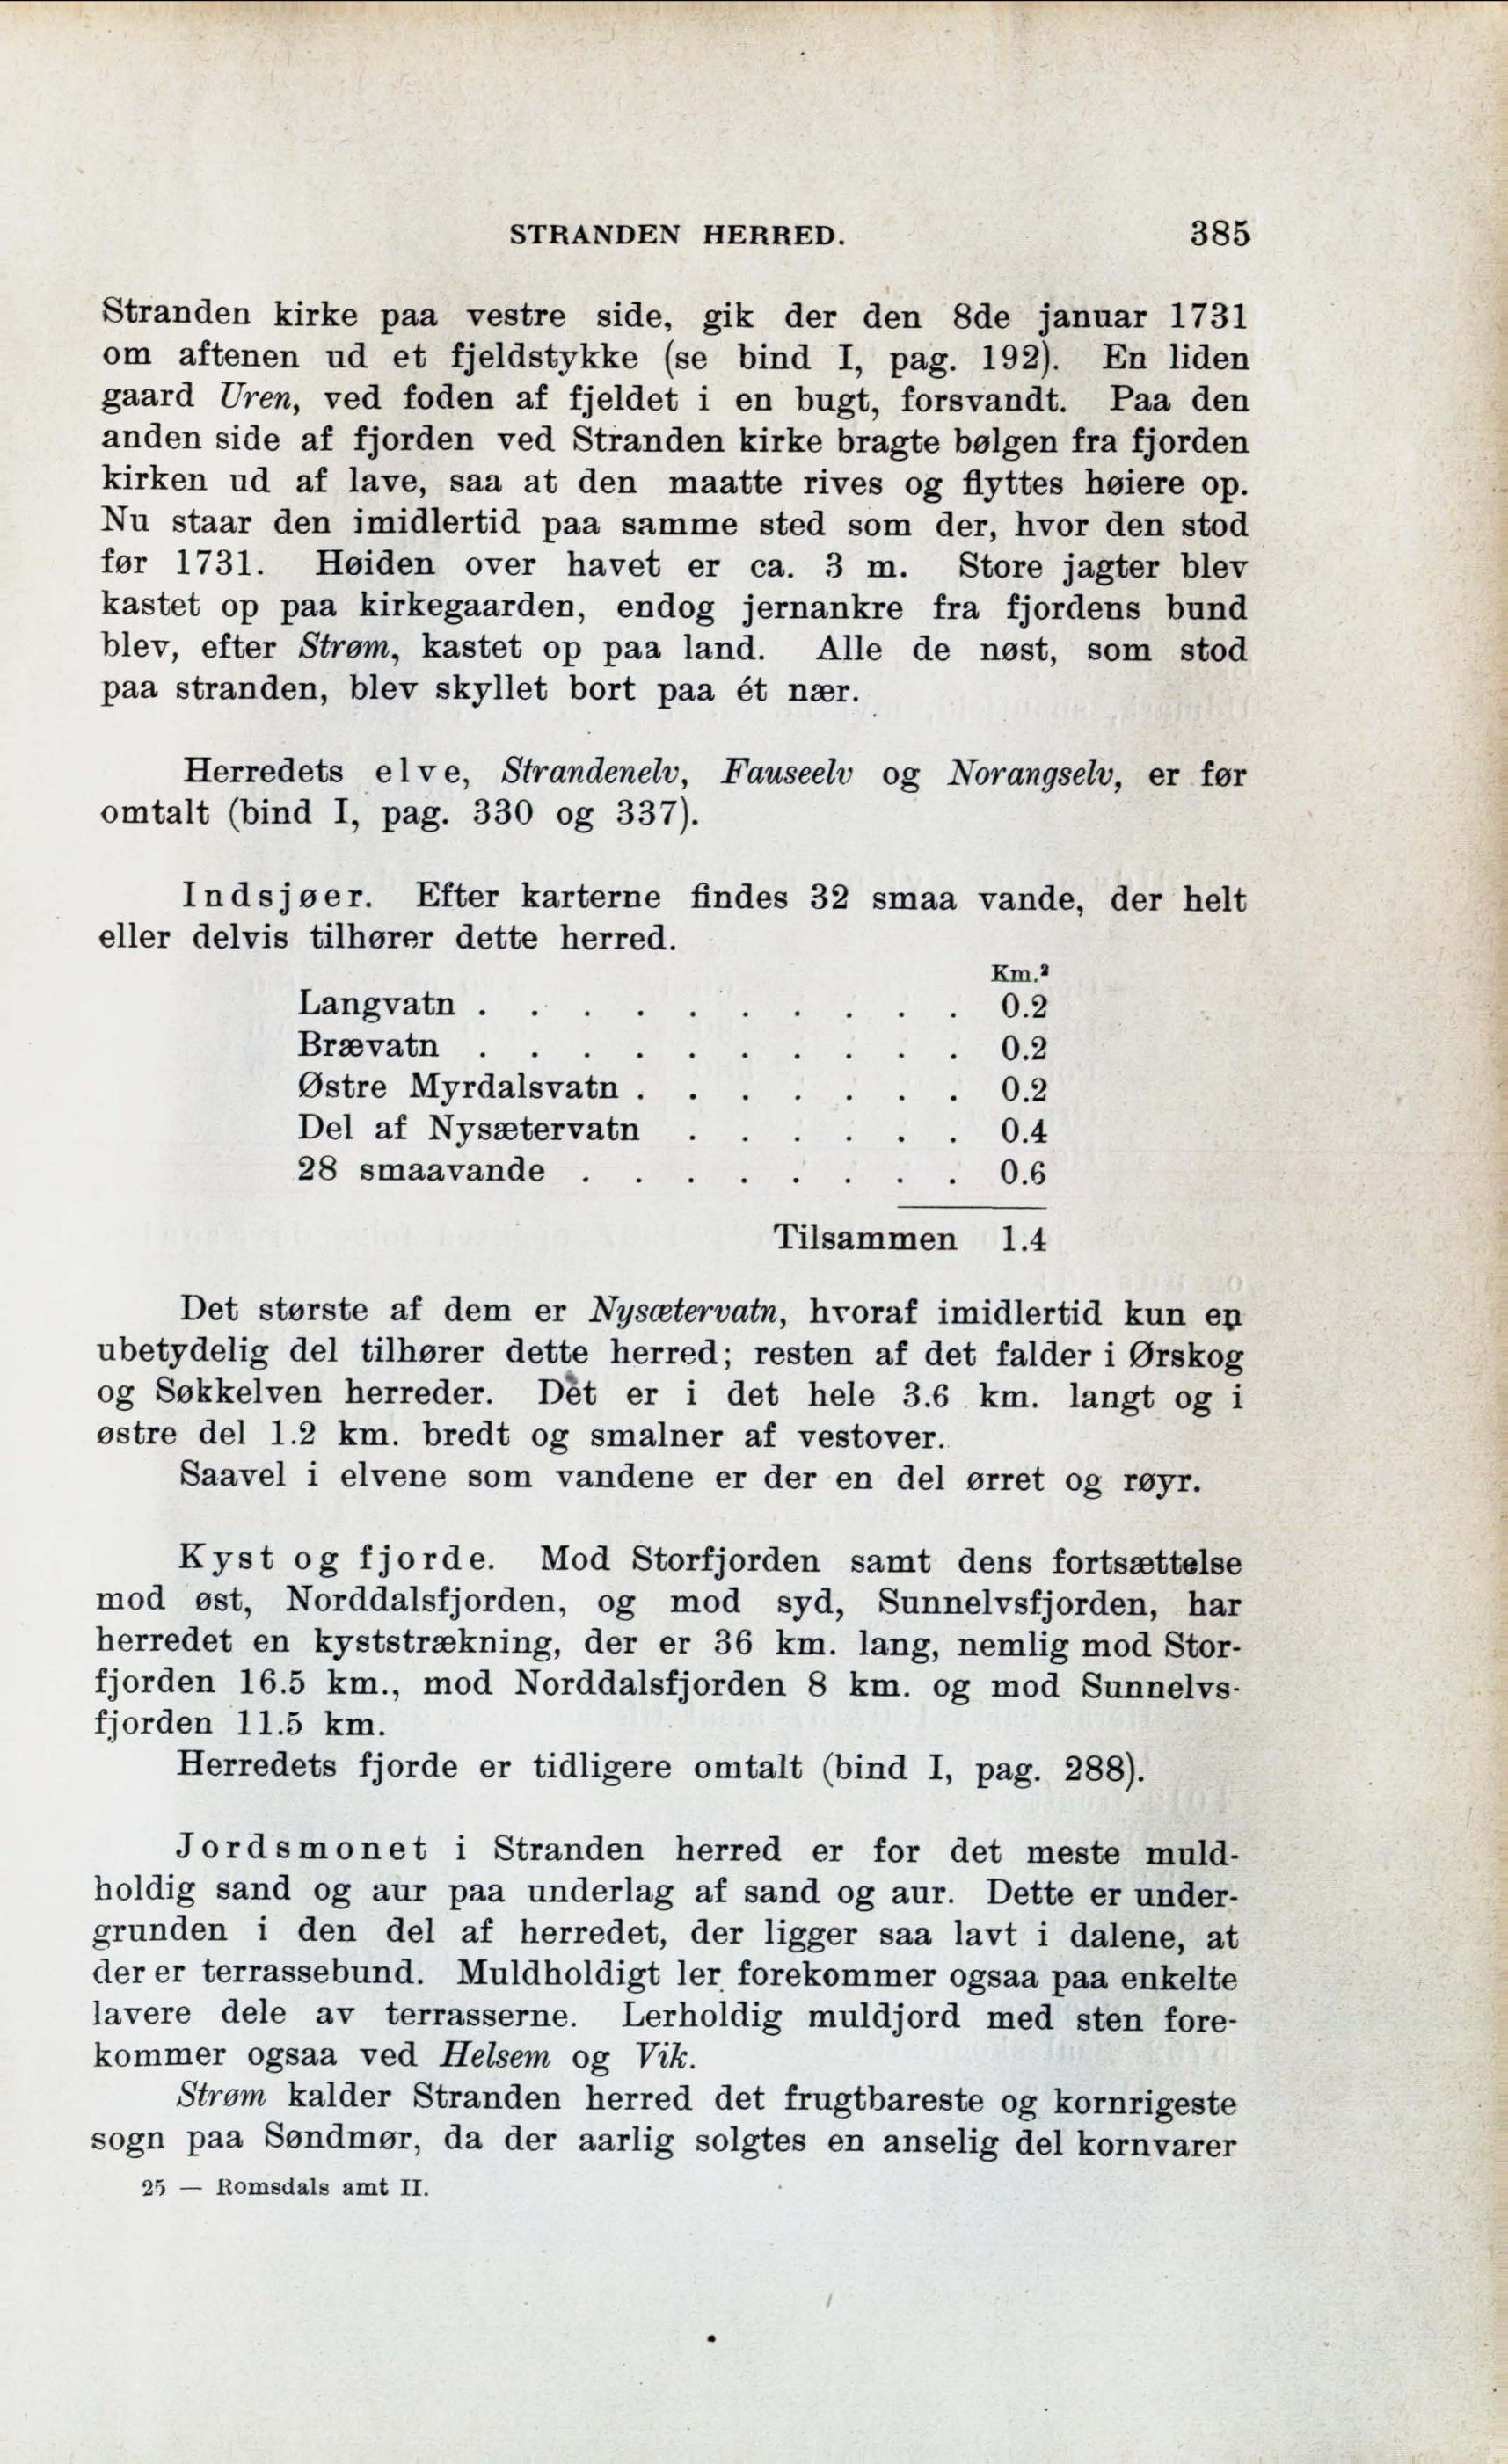 STRANDEN HERRED. 385
Stranden kirke paa vestre side, gik der den 8de januar 1731
om aftenen ud et fjeldstykke (se bind I, pag. 192). En liden
gaard Uren, ved foden af fjeldet i en bugt, forsvandt. Paa den
anden side af fjorden ved Stranden kirke bragte bølgen fra fjorden
kirken ud af lave, saa at den maatte rives og flyttes høiere op.
Nu staar den imidlertid paa samme sted som der, hvor den stod
før 1731. Høiden over havet er ca. 3 m. Store jagter blev
kastet op paa kirkegaarden, endog jernankre fra fjordens bund
blev, efter Strøm, kastet op paa land. Alle de nøst, som stod
paa stranden, blev skyllet bort paa ét nær.
Herredets elve, Strandenelv, Fauseelv og Norangselv, er før
omtalt (bind I, pag. 330 og 337).
Indsjøer. Efter karterne findes 32 smaa vande, der helt
eller delvis tilhører dette herred.
Km.²
Langvatn . . . . . . . . . . 0.2
Brævatn . . . . . . . . . . 0.2
Østre Myrdalsvatn . . . . . . . 0.2
Del af Nysætervatn . . . . . . 0.4
28 smaavande . . . . . . . . 0.6
Tilsammen 1.4
Det største af dem er Nysætervatn, hvoraf imidlertid kun en
ubetydelig del tilhører dette herred; resten af det falder i Ørskog
og Søkkelven herreder. Det er i det hele 3.6 km. langt og i
østre del 1.2 km. bredt og smalner af vestover.
Saavel i elvene som vandene er der en del ørret og røyr.
Kyst og fjorde. Mod Storfjorden samt dens fortsættelse
mod øst, Norddalsfjorden, og mod syd, Sunnelvsfjorden, har
herredet en kyststrækning, der er 36 km. lang, nemlig mod Stor-
fjorden 16.5 km., mod Norddalsfjorden 8 km. og mod Sunnelvs-
fjorden 11.5 km.
Herredets fjorde er tidligere omtalt (bind I, pag. 288).
Jordsmonet i Stranden herred er for det meste muld-
holdig sand og aur paa underlag af sand og aur. Dette er under-
grunden i den del af herredet, der ligger saa lavt i dalene, at
der er terrassebund. Muldholdigt ler forekommer ogsaa paa enkelte
lavere dele av terrasserne. Lerholdig muldjord med sten fore-
kommer ogsaa ved Helsem og Vik.
Strøm kalder Stranden herred det frugtbareste og kornrigeste
sogn paa Søndmør, da der aarlig solgtes en anselig del kornvarer
25 — Romsdals amt II.